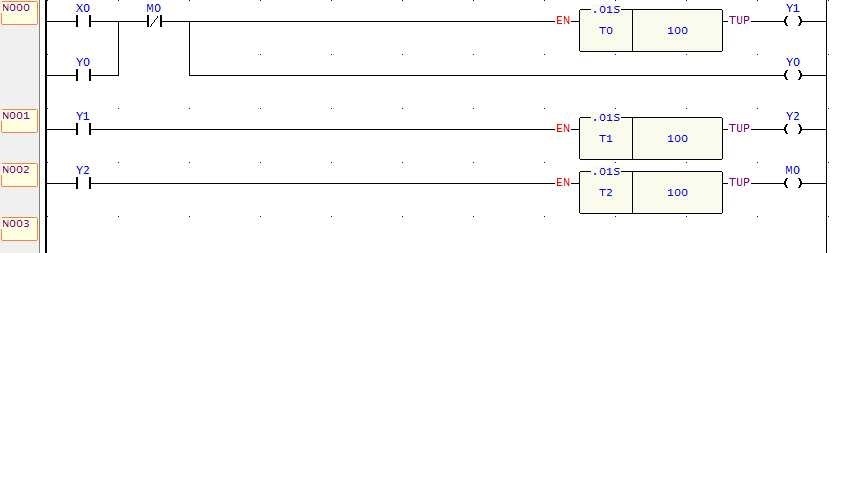 N000 X0 M0 EN .01S T0 100 TUP Y1
Y0 Y0
N001 Y1 EN .01S T1 100 TUP Y2
N002 Y2 EN .01S T2 100 TUP M0
N003